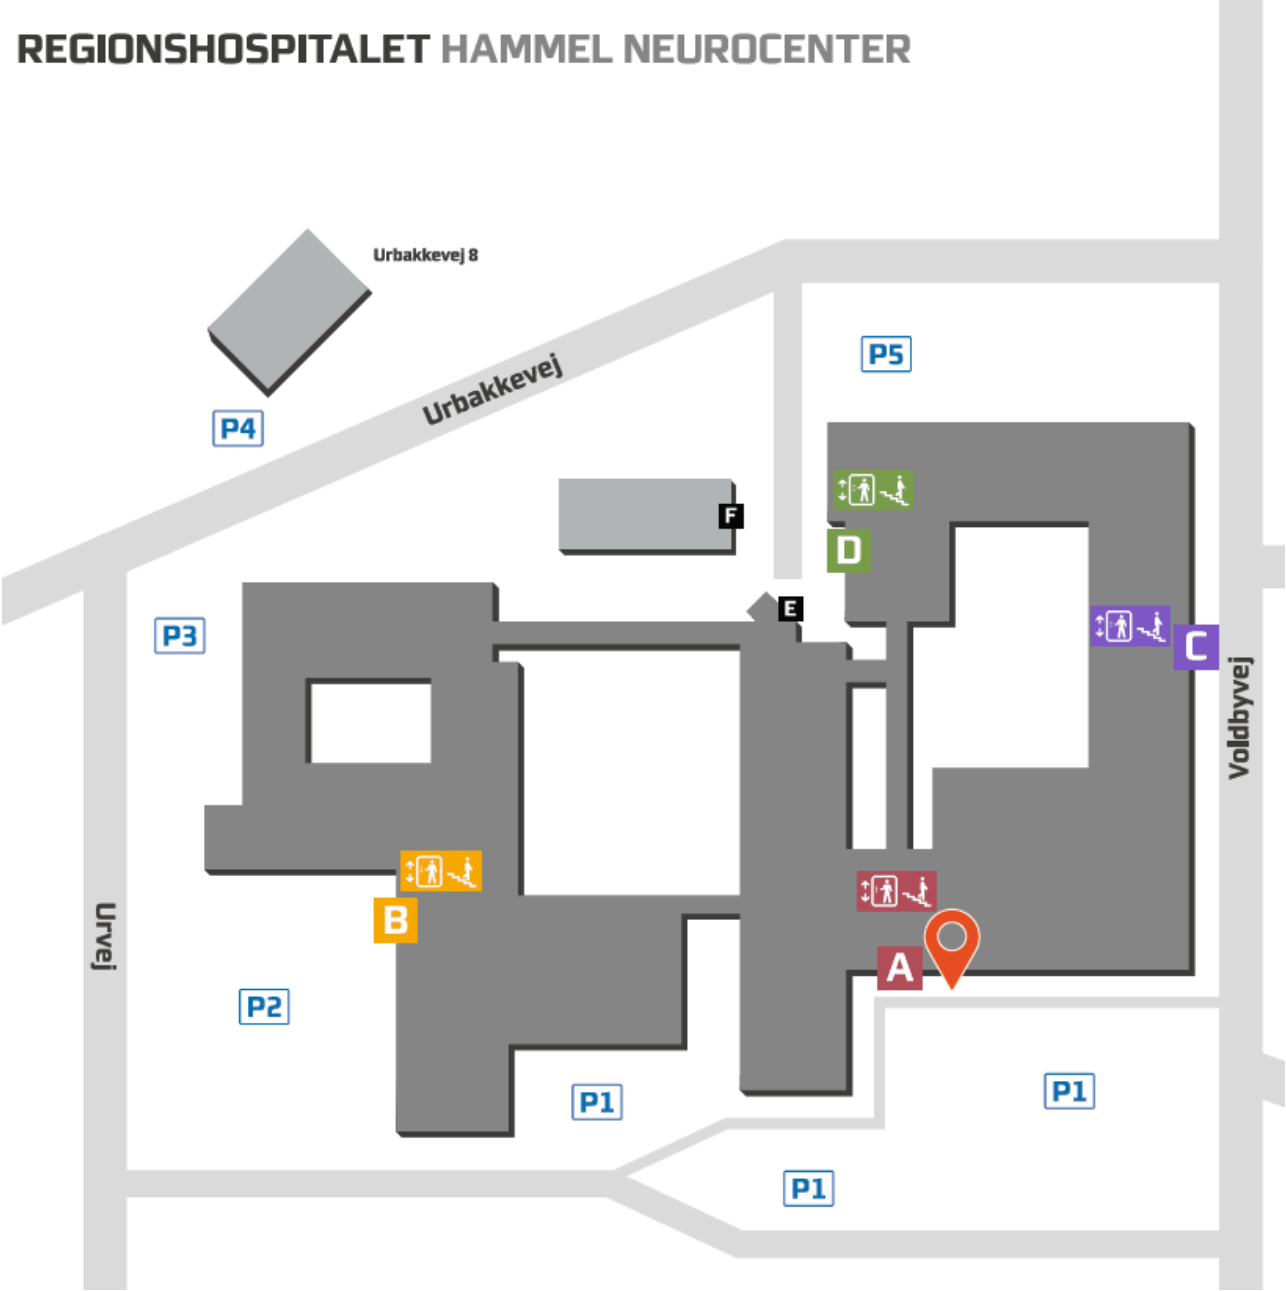 REGIONSHOSPITALET HAMMEL NEUROCENTER
Urbakkevej 8
Urbakkevej
P5
P4
D
F
E
P3
C
Voldbyvej
B
Urvej
A
P2
P1
P1
P1